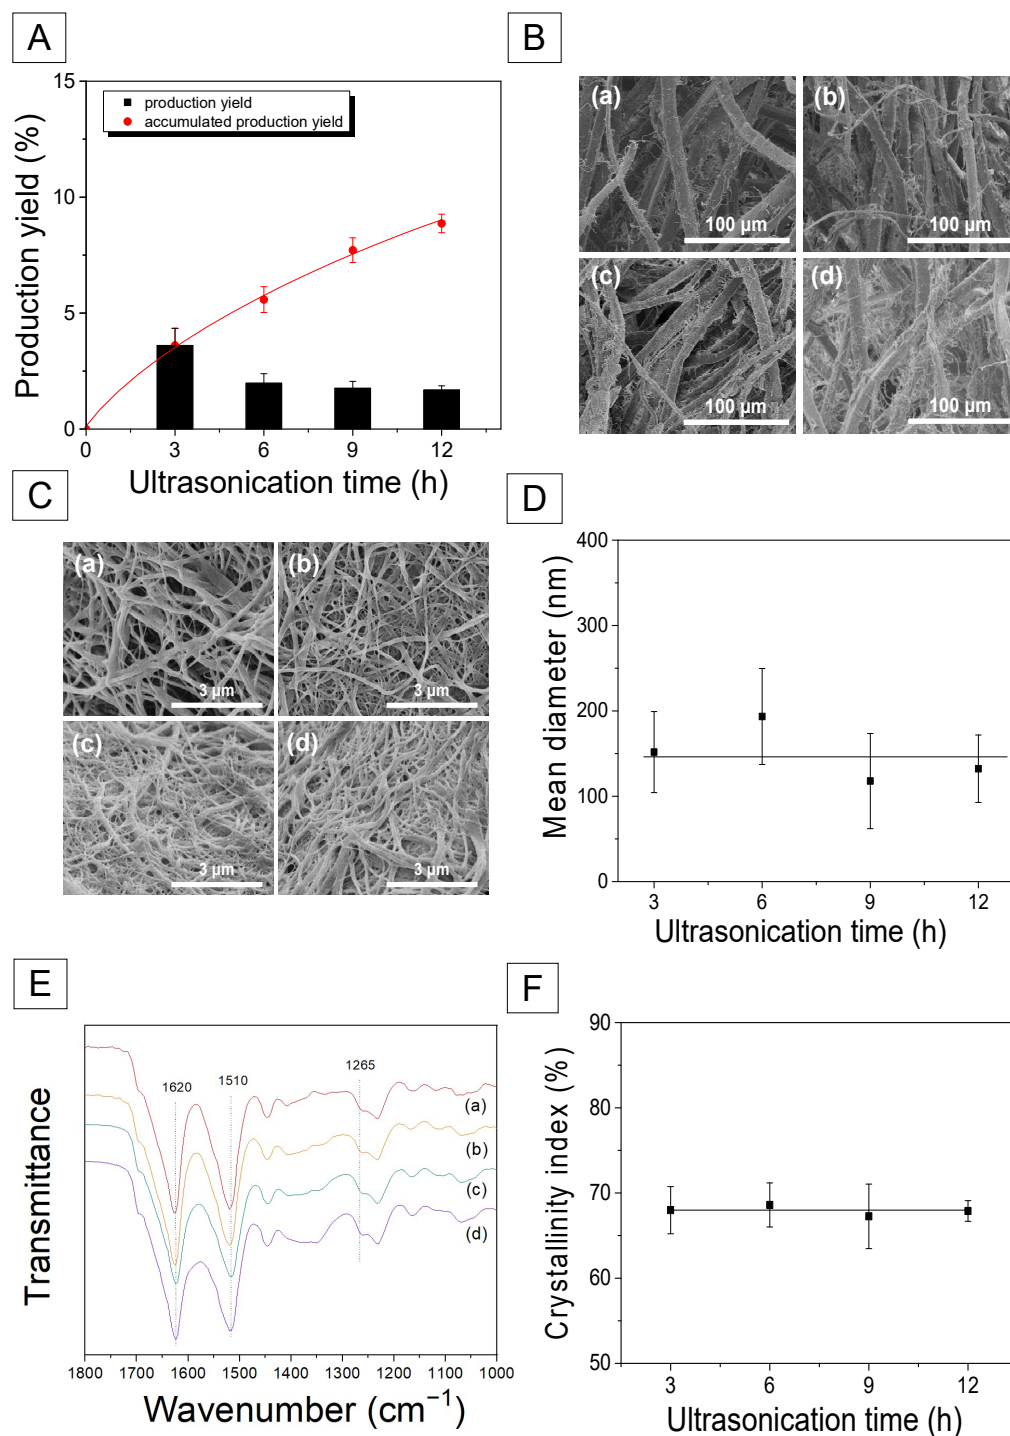 A
Production yield (%)
15
10
5
0
production yield
accumulated production yield
0 3 6 9 12
Ultrasonication time (h)
B
(a)
100 µm
(b)
100 µm
(c)
100 µm
(d)
100 µm
C
(a)
3 µm
(b)
3 µm
(c)
3 µm
(d)
3 µm
D
Mean diameter (nm)
400
300
200
100
0
3 6 9 12
Ultrasonication time (h)
E
Transmittance
1620
1510
1265
(a)
(b)
(c)
(d)
1800 1700 1600 1500 1400 1300 1200 1100 1000
Wavenumber (cm⁻¹)
F
Crystallinity index (%)
90
80
70
60
50
3 6 9 12
Ultrasonication time (h)